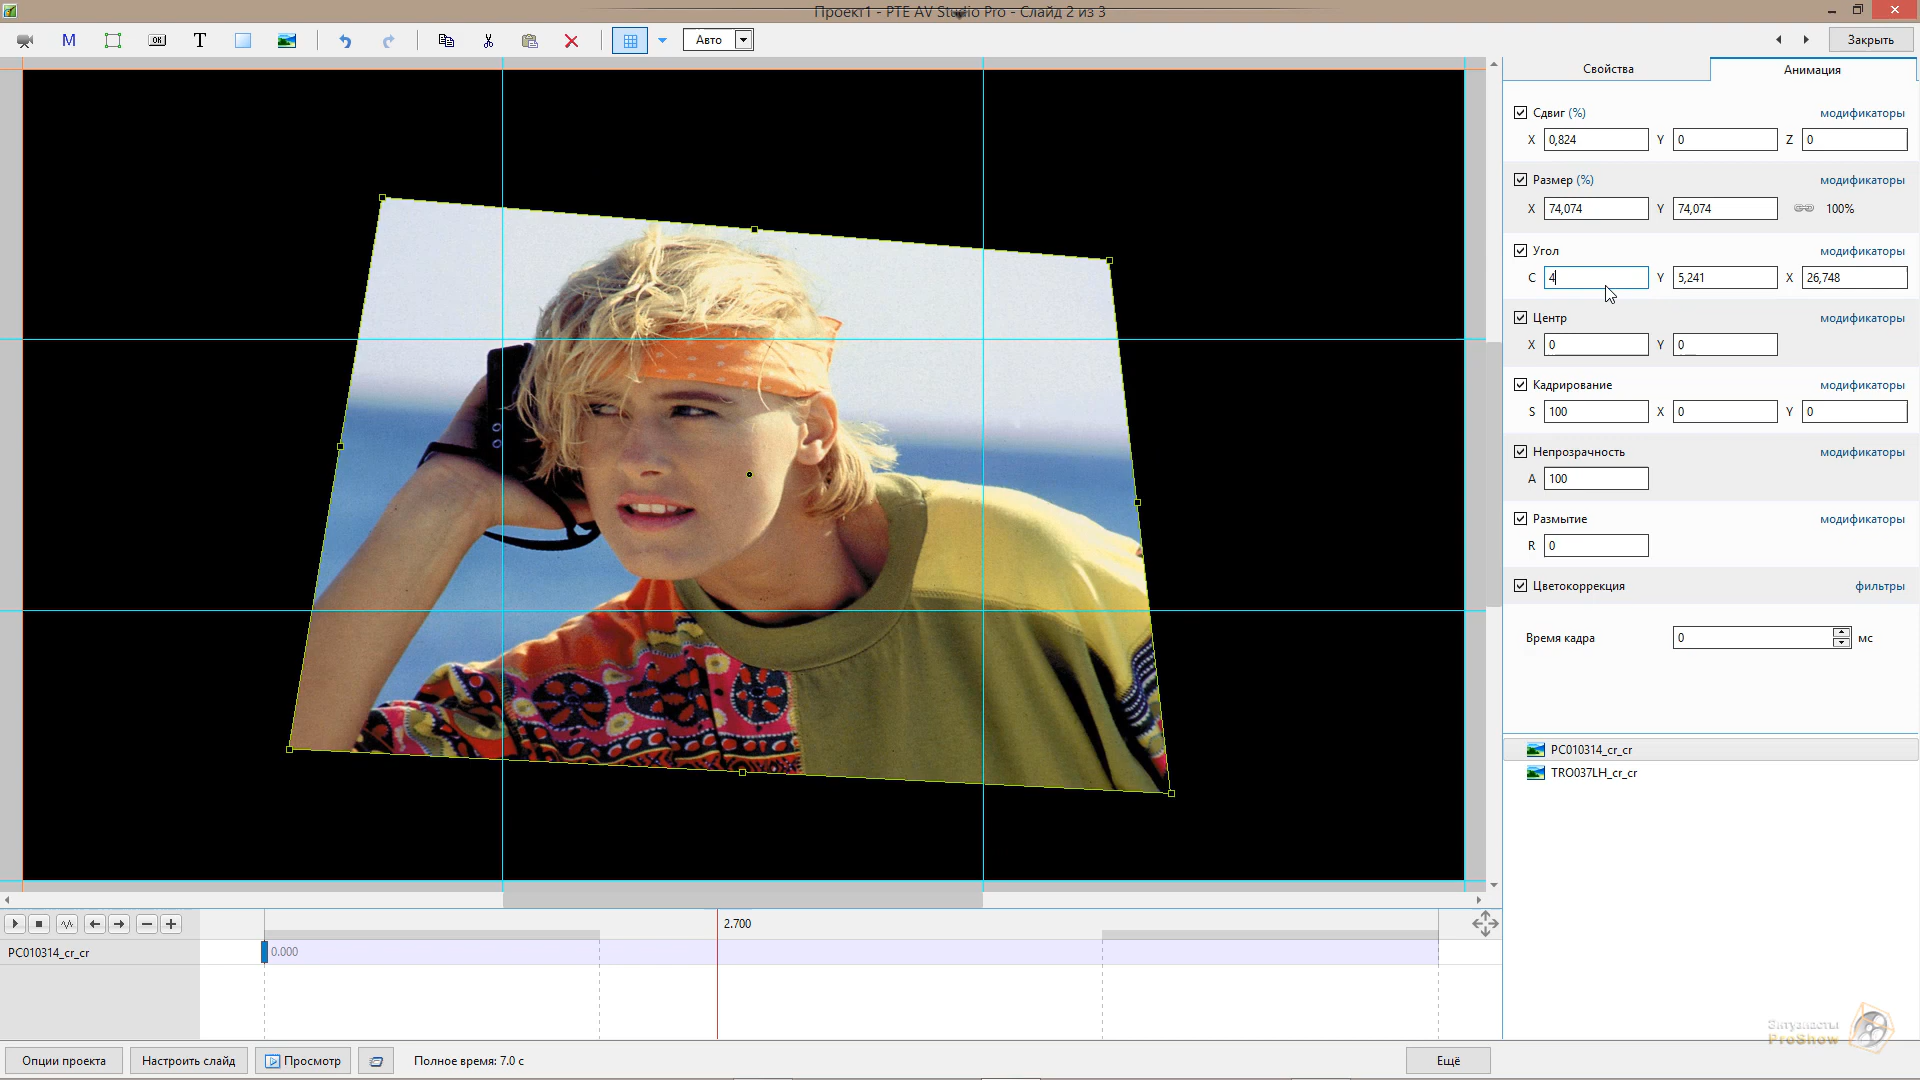 Проект1 - PTE AV Studio Pro - Слайд 2 из 3
M
OK
T
Авто
Закрыть
Свойства
Анимация
Сдвиг (%)
модификаторы
X 0,824 Y 0 Z 0
Размер (%)
модификаторы
X 74,074 Y 74,074 100%
Угол
модификаторы
C 4 Y 5,241 X 26,748
Центр
модификаторы
X 0 Y 0
Кадрирование
модификаторы
S 100 X 0 Y 0
Непрозрачность
модификаторы
A 100
Размытие
модификаторы
R 0
Цветокоррекция
фильтры
Время кадра 0 мс
PC010314_cr_cr
TRO037LH_cr_cr
2.700
PC010314_cr_cr
0.000
Энтузиасты
ProShow
Опции проекта
Настроить слайд
Просмотр
Полное время: 7.0 с
Ещё